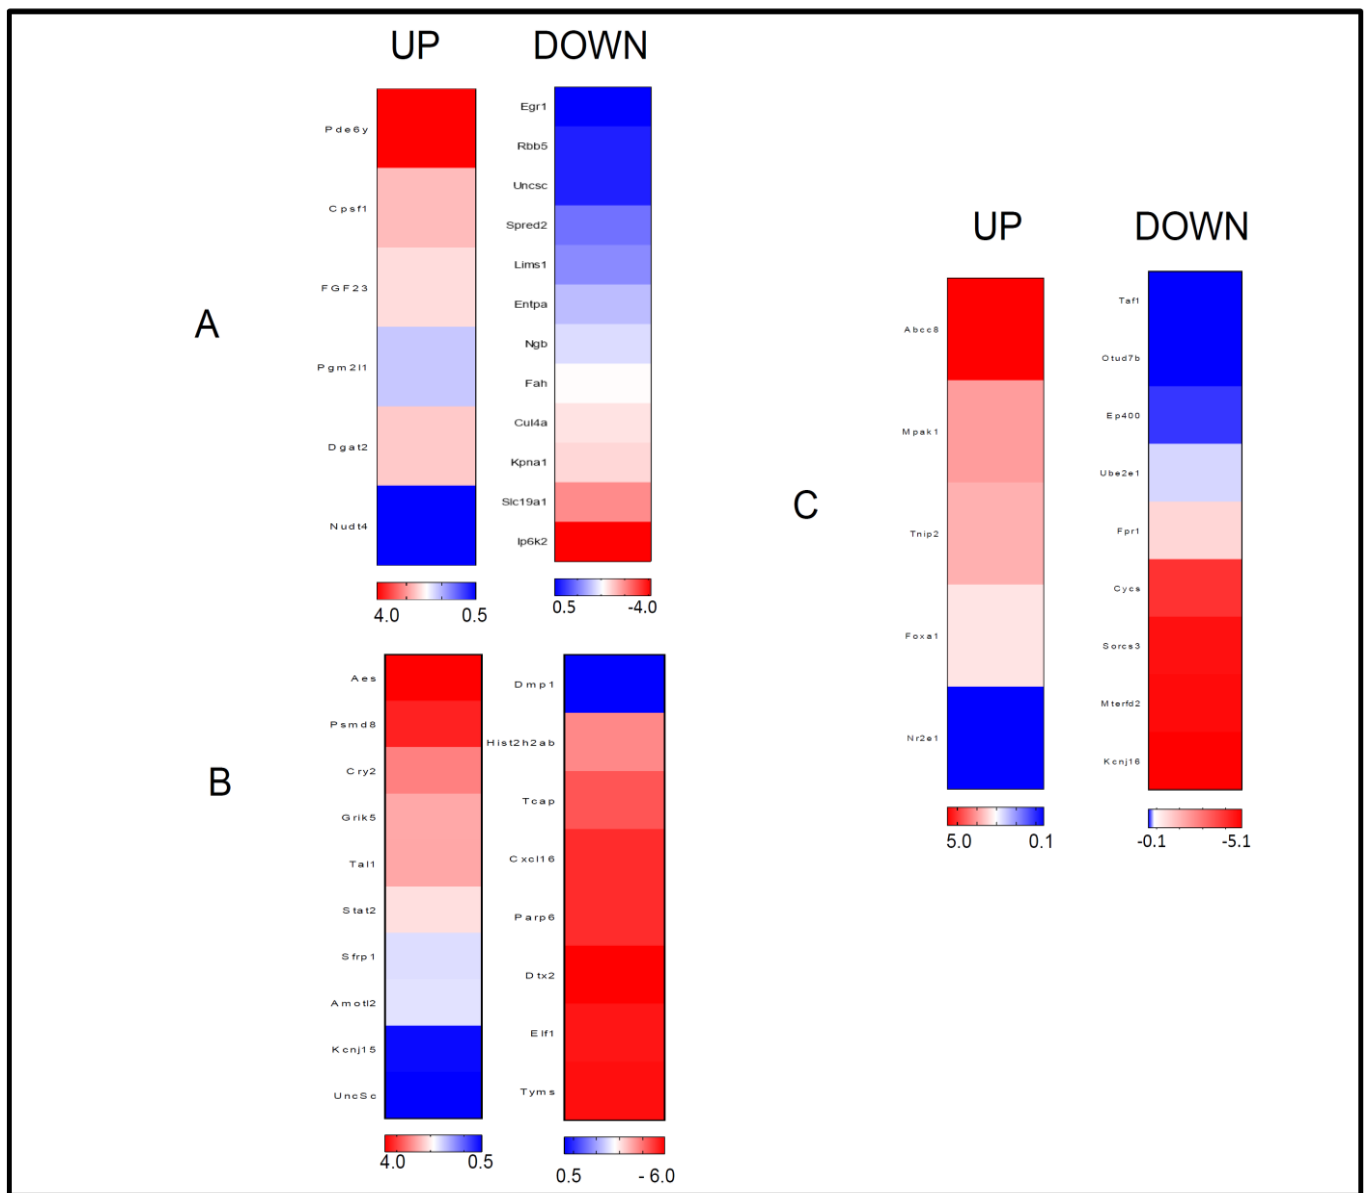 UP DOWN
A
Pde6y
Cpsf1
FGF23
Pgm2l1
Dgat2
Nudt4
4.0 0.5
Egr1
Rbb5
Uncsc
Spred2
Lims1
Entpa
Ngb
Fah
Cul4a
Kpna1
Slc19a1
Ip6k2
0.5 -4.0
B
Aes
Psmd8
Cry2
Grik5
Tal1
Stat2
Sfrp1
Amotl2
Kcnj15
UncSc
4.0 0.5
Dmp1
Hist2h2ab
Tcap
Cxcl16
Parp6
Dtx2
Elf1
Tyms
0.5 - 6.0
UP DOWN
C
Abcc8
Mpak1
Tnip2
Foxa1
Nr2e1
5.0 0.1
Taf1
Otud7b
Ep400
Ube2e1
Fpr1
Cycs
Sorcs3
Mterfd2
Kcnj16
-0.1 -5.1